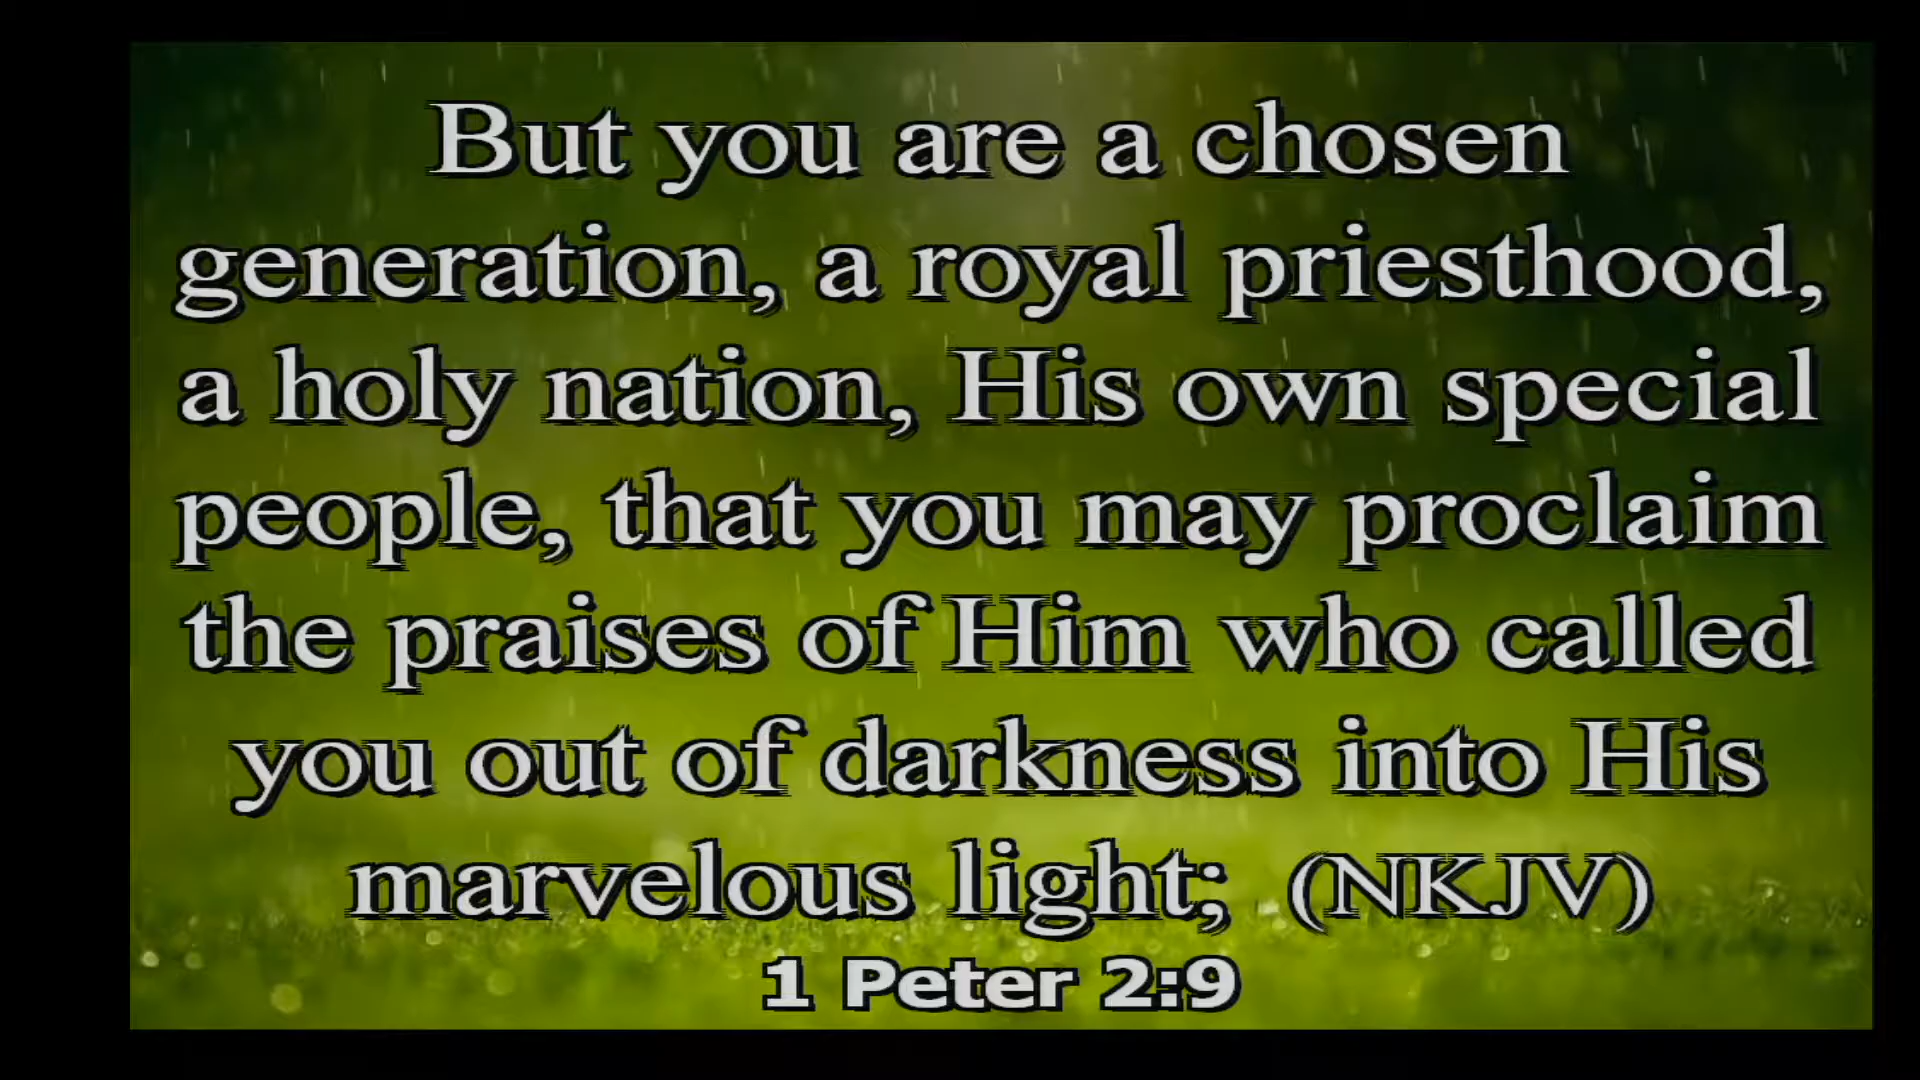 But you are a chosen
generation, a royal priesthood,
a holy nation, His own special
people, that you may proclaim
the praises of Him who called
you out of darkness into His
marvelous light; (NKJV)
1 Peter 2:9